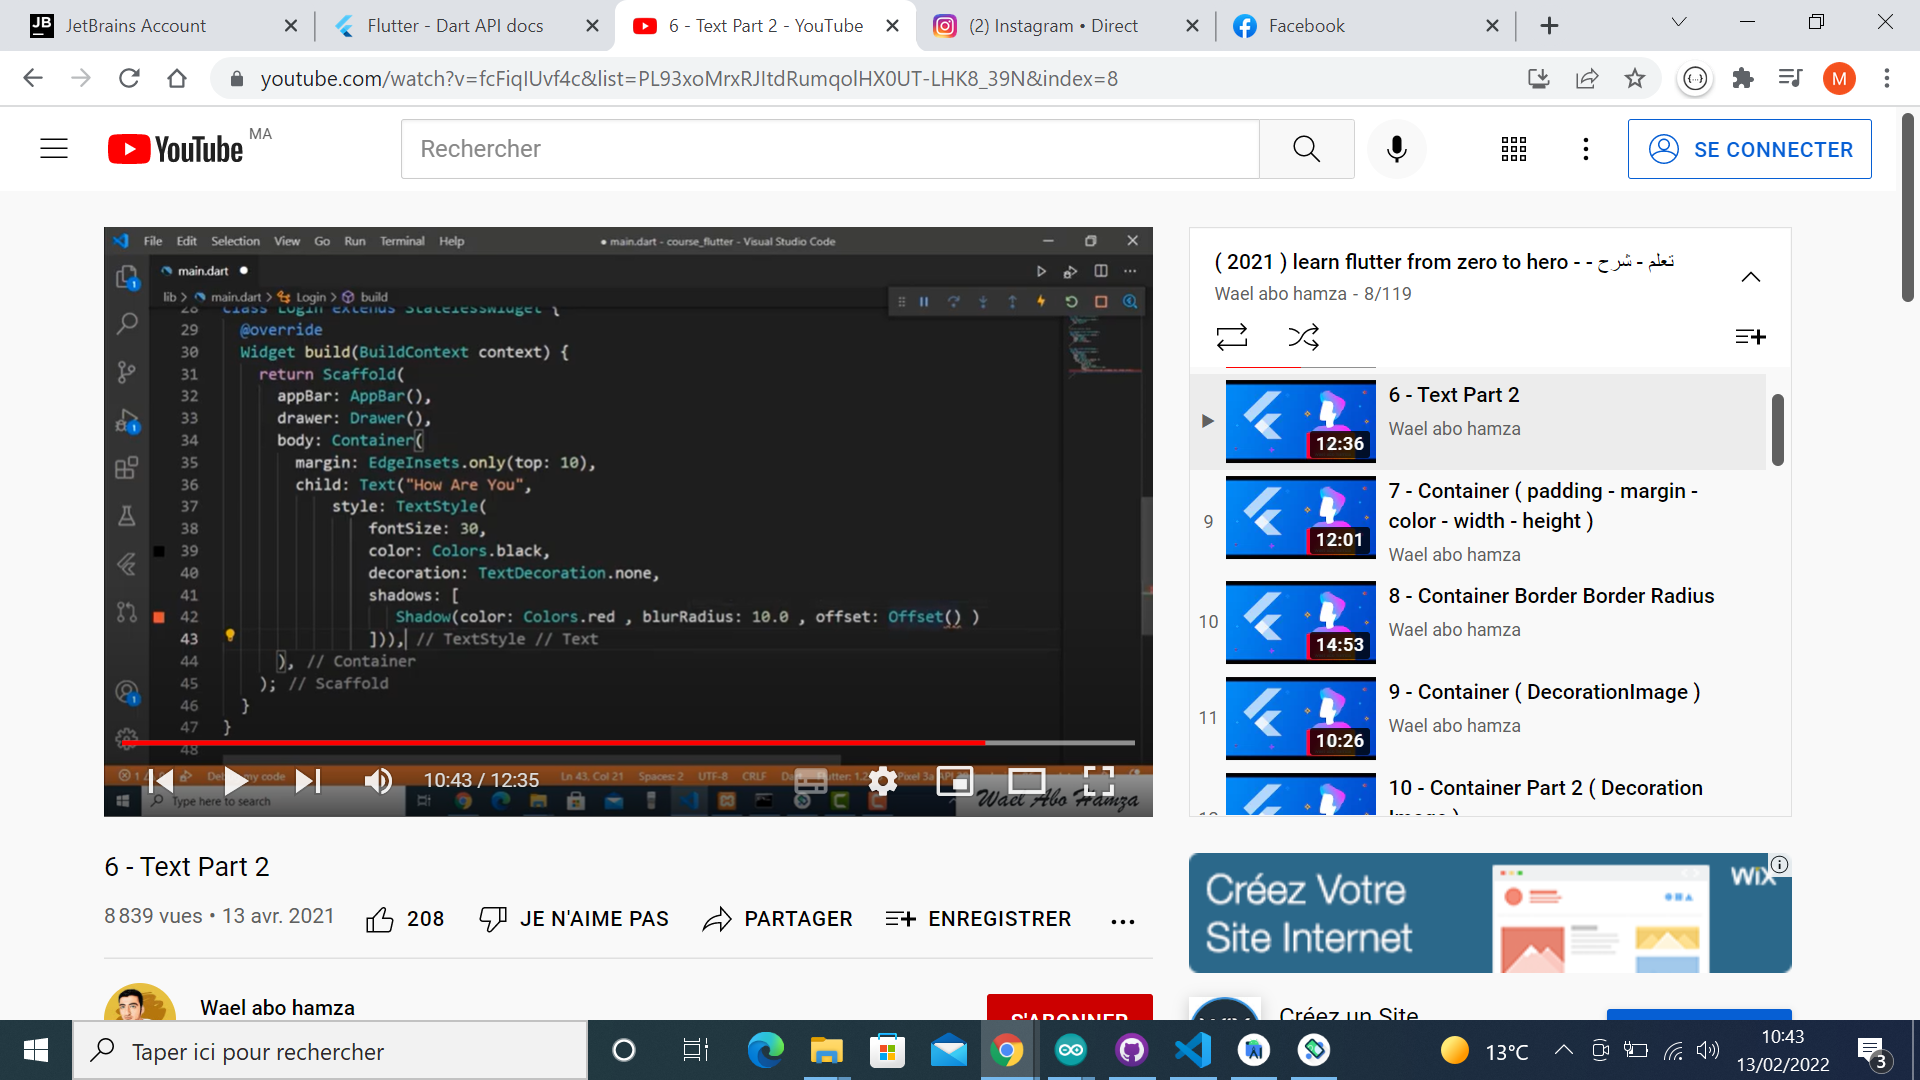 JetBrains Account
Flutter - Dart API docs
6 - Text Part 2 - YouTube
(2) Instagram • Direct
Facebook
youtube.com/watch?v=fcFiqIUvf4c&list=PL93xoMrxRJItdRumqolHX0UT-LHK8_39N&index=8
M
YouTube MA
Rechercher
SE CONNECTER
File Edit Selection View Go Run Terminal Help
● main.dart - course_flutter - Visual Studio Code
main.dart
lib > main.dart > Login > build
28 class Login extends StatelessWidget {
29 @override
30 Widget build(BuildContext context) {
31 return Scaffold(
32 appBar: AppBar(),
33 drawer: Drawer(),
34 body: Container(
35 margin: EdgeInsets.only(top: 10),
36 child: Text("How Are You",
37 style: TextStyle(
38 fontSize: 30,
39 color: Colors.black,
40 decoration: TextDecoration.none,
41 shadows: [
42 Shadow(color: Colors.red , blurRadius: 10.0 , offset: Offset() )
43 ])), // TextStyle // Text
44 ), // Container
45 ); // Scaffold
46 }
47 }
48
Ln 43, Col 21 Spaces: 2 UTF-8 CRLF
10:43 / 12:35
Type here to search
Wael Abo Hamza
( 2021 ) learn flutter from zero to hero - - تعلم - شرح
Wael abo hamza - 8/119
6 - Text Part 2
Wael abo hamza
12:36
9
7 - Container ( padding - margin -
color - width - height )
Wael abo hamza
12:01
10
8 - Container Border Border Radius
Wael abo hamza
14:53
11
9 - Container ( DecorationImage )
Wael abo hamza
10:26
10 - Container Part 2 ( Decoration
Image )
6 - Text Part 2
8 839 vues • 13 avr. 2021
208
JE N'AIME PAS
PARTAGER
ENREGISTRER
Wael abo hamza
S'ABONNER
Créez Votre
Site Internet
WiX
Créez un Site
Taper ici pour rechercher
13°C
10:43
13/02/2022
3